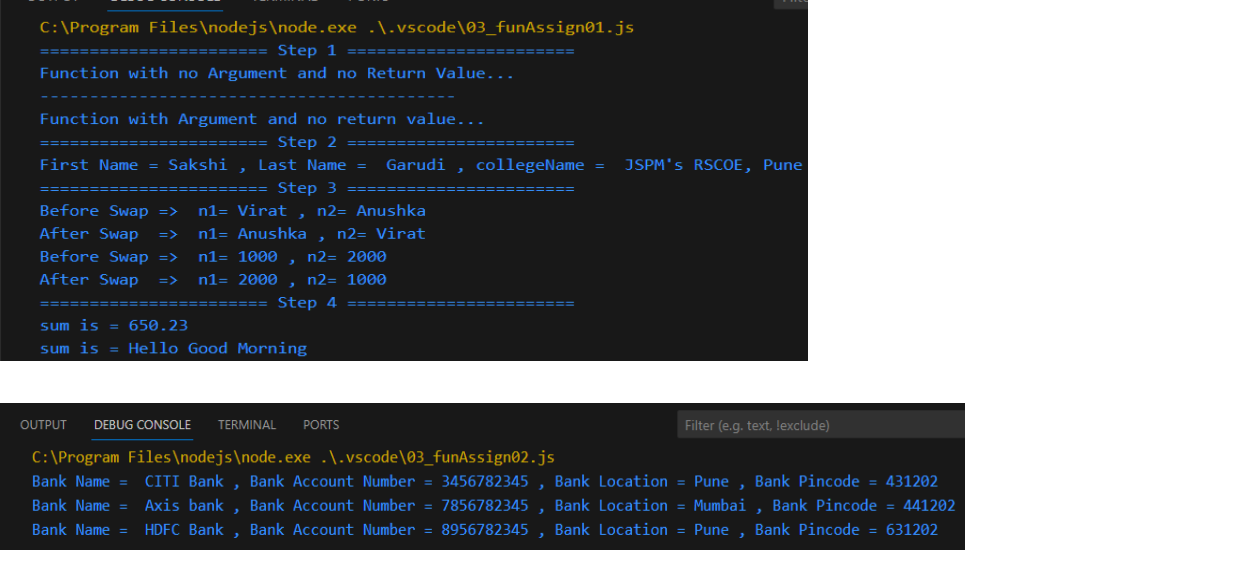 OUTPUT DEBUG CONSOLE TERMINAL PORTS
C:\Program Files\nodejs\node.exe .\.vscode\03_funAssign01.js
======================= Step 1 =======================
Function with no Argument and no Return Value...
------------------------------------------
Function with Argument and no return value...
======================= Step 2 =======================
First Name = Sakshi , Last Name =  Garudi , collegeName =  JSPM's RSCOE, Pune
======================= Step 3 =======================
Before Swap =>  n1= Virat , n2= Anushka
After Swap  =>  n1= Anushka , n2= Virat
Before Swap =>  n1= 1000 , n2= 2000
After Swap  =>  n1= 2000 , n2= 1000
======================= Step 4 =======================
sum is = 650.23
sum is = Hello Good Morning
OUTPUT DEBUG CONSOLE TERMINAL PORTS Filter (e.g. text, !exclude)
C:\Program Files\nodejs\node.exe .\.vscode\03_funAssign02.js
Bank Name =  CITI Bank , Bank Account Number = 3456782345 , Bank Location = Pune , Bank Pincode = 431202
Bank Name =  Axis bank , Bank Account Number = 7856782345 , Bank Location = Mumbai , Bank Pincode = 441202
Bank Name =  HDFC Bank , Bank Account Number = 8956782345 , Bank Location = Pune , Bank Pincode = 631202